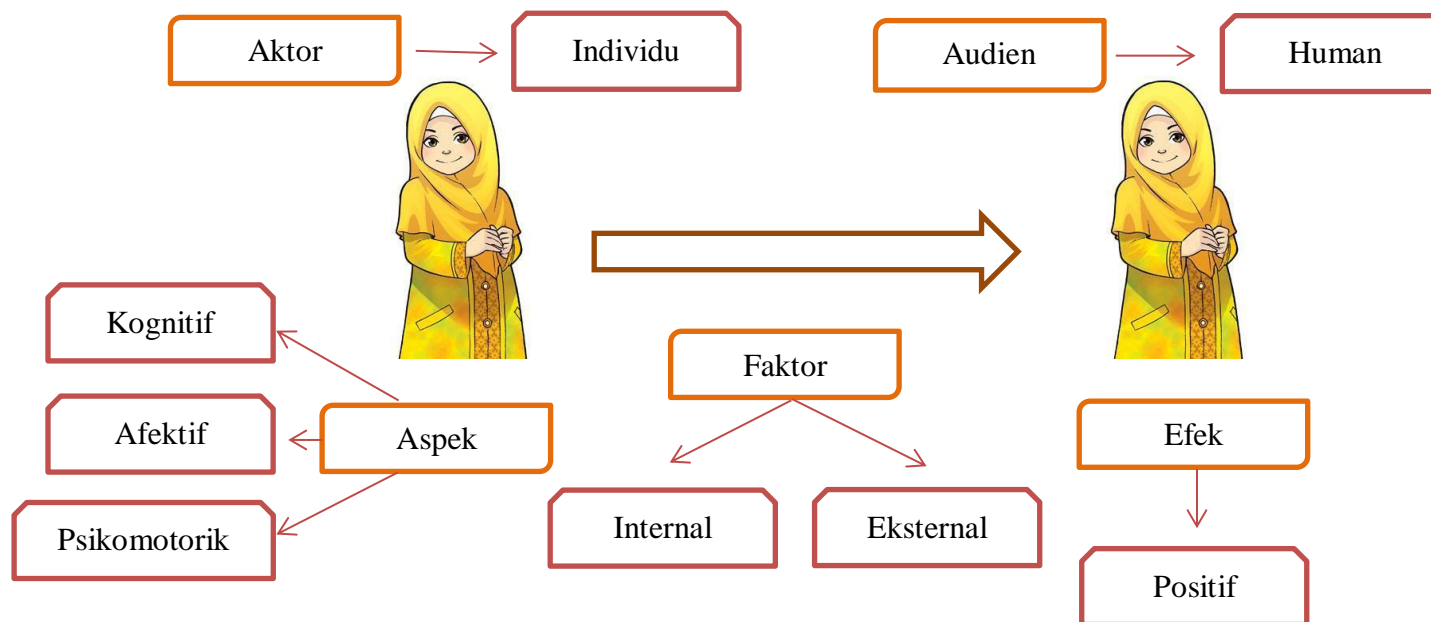 Aktor
Individu
Audien
Human
Kognitif
Afektif
Psikomotorik
Aspek
Faktor
Internal
Eksternal
Efek
Positif